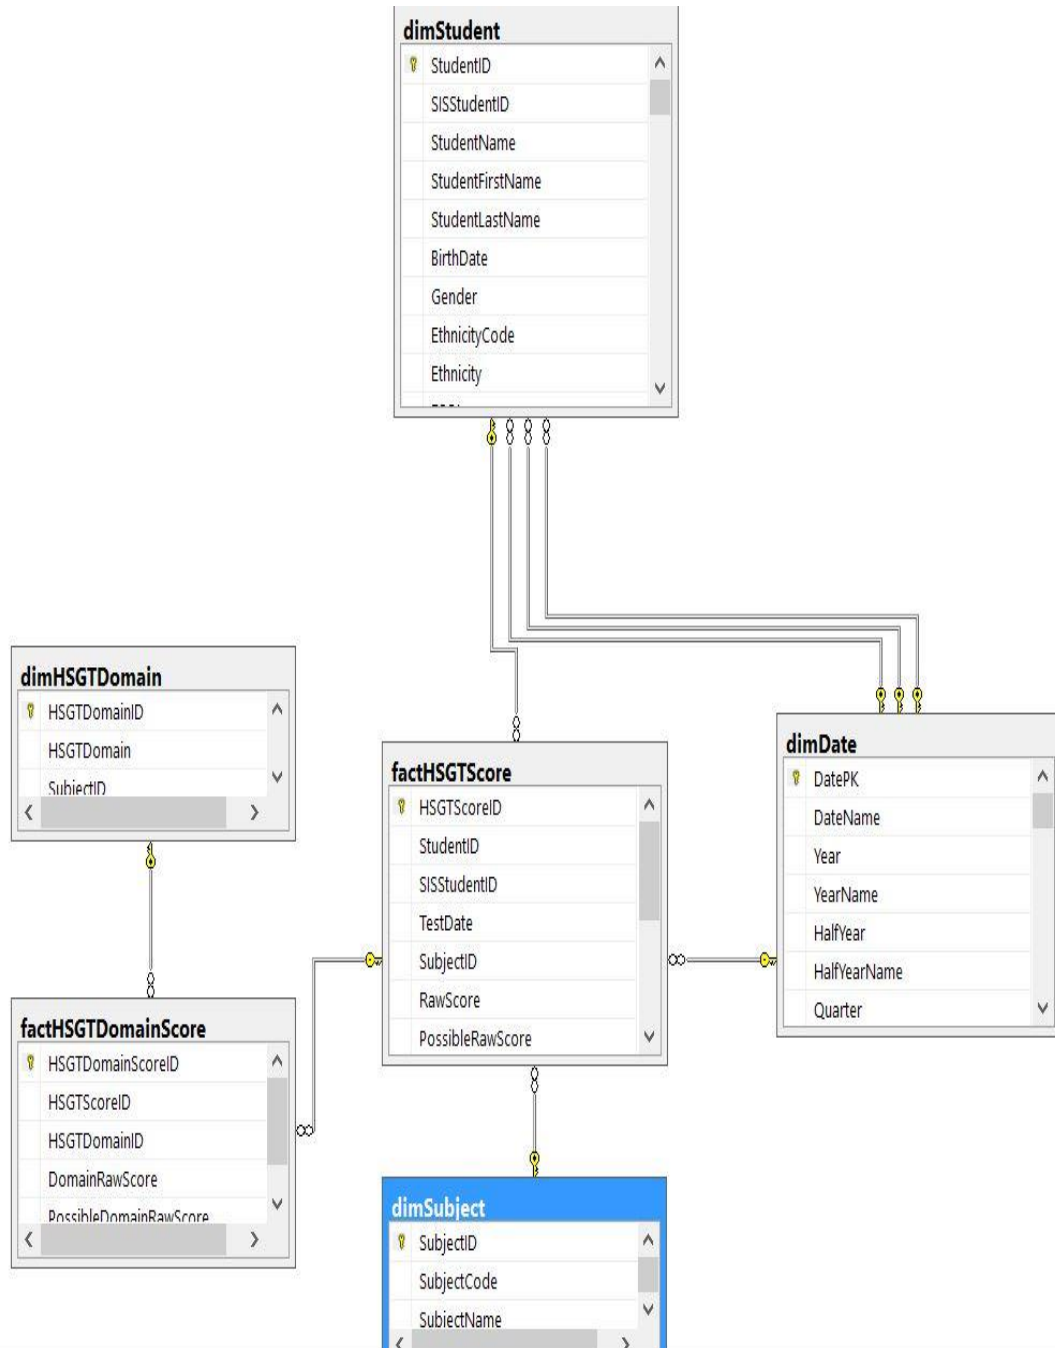 dimStudent
StudentID
SISStudentID
StudentName
StudentFirstName
StudentLastName
BirthDate
Gender
EthnicityCode
Ethnicity
dimHSGTDomain
HSGTDomainID
HSGTDomain
SubjectID
factHSGTScore
HSGTScoreID
StudentID
SISStudentID
TestDate
SubjectID
RawScore
PossibleRawScore
dimDate
DatePK
DateName
Year
YearName
HalfYear
HalfYearName
Quarter
factHSGTDomainScore
HSGTDomainScoreID
HSGTScoreID
HSGTDomainID
DomainRawScore
PossibleDomainRawScore
dimSubject
SubjectID
SubjectCode
SubjectName